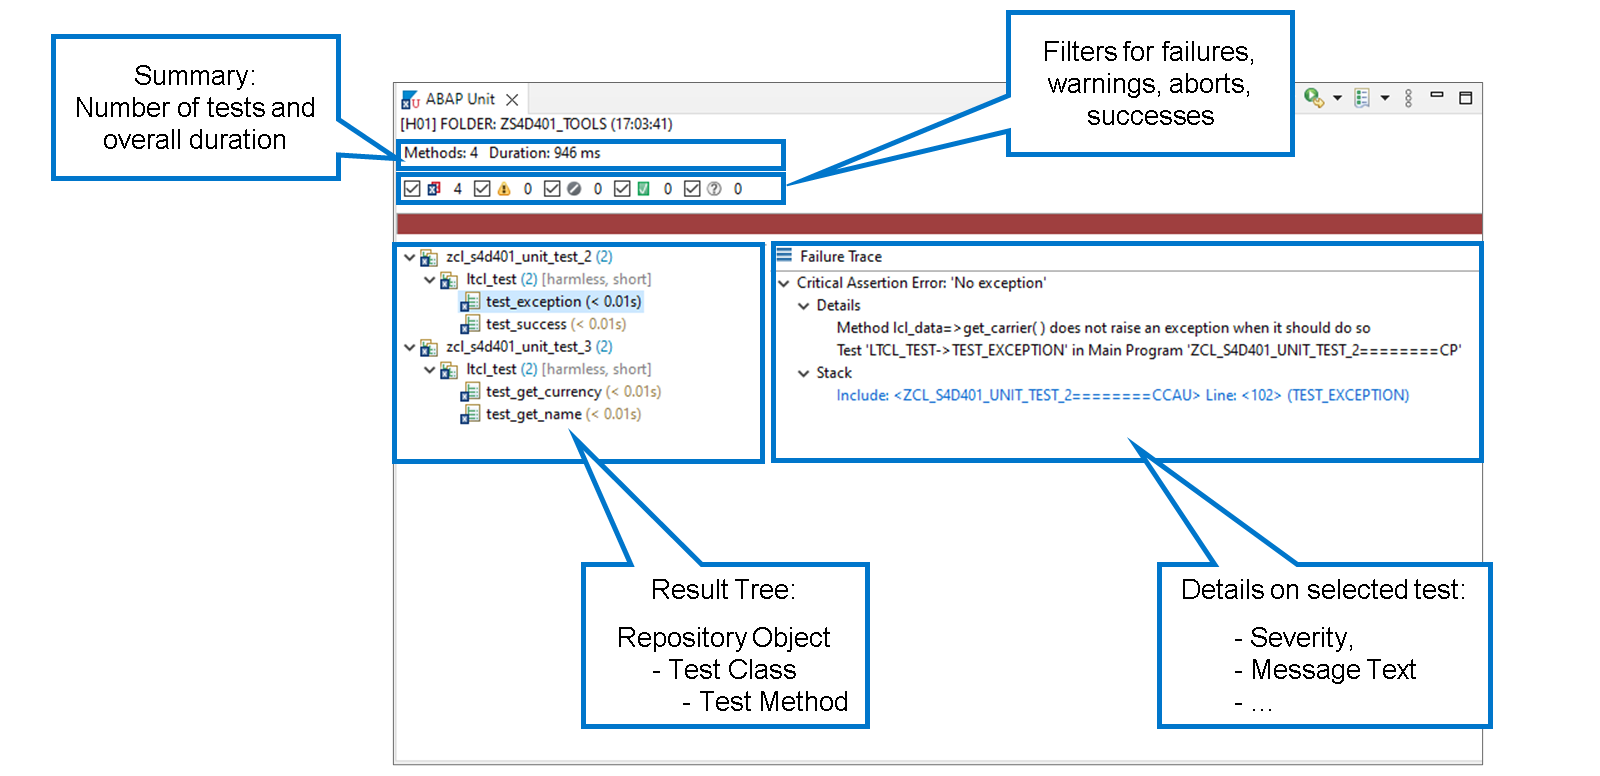 Summary:
Number of tests and
overall duration
Filters for failures,
warnings, aborts,
successes
ABAP Unit
[H01] FOLDER: ZS4D401_TOOLS (17:03:41)
Methods: 4 Duration: 946 ms
4 0 0 0 0
zcl_s4d401_unit_test_2 (2)
ltcl_test (2) [harmless, short]
test_exception (< 0.01s)
test_success (< 0.01s)
zcl_s4d401_unit_test_3 (2)
ltcl_test (2) [harmless, short]
test_get_currency (< 0.01s)
test_get_name (< 0.01s)
Failure Trace
Critical Assertion Error: 'No exception'
Details
Method lcl_data=>get_carrier( ) does not raise an exception when it should do so
Test 'LTCL_TEST->TEST_EXCEPTION' in Main Program 'ZCL_S4D401_UNIT_TEST_2========CP'
Stack
Include: <ZCL_S4D401_UNIT_TEST_2========CCAU> Line: <102> (TEST_EXCEPTION)
Result Tree:
Repository Object
- Test Class
- Test Method
Details on selected test:
- Severity,
- Message Text
- ...